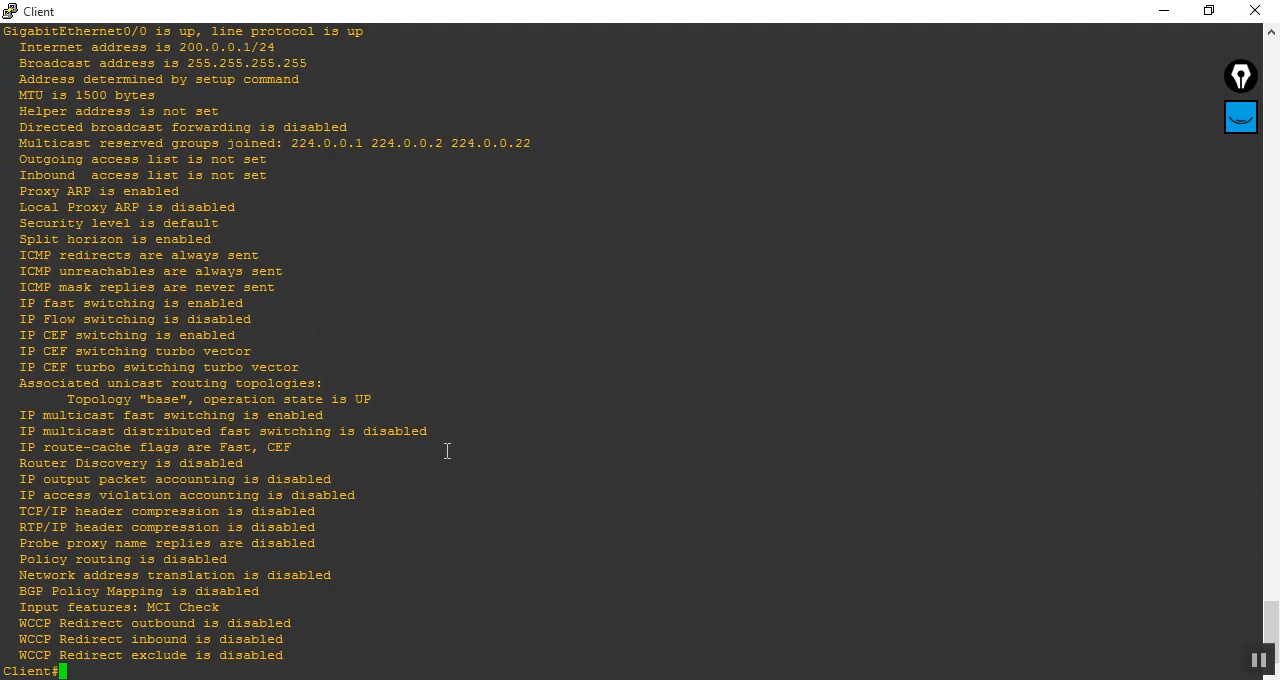 Client
GigabitEthernet0/0 is up, line protocol is up
Internet address is 200.0.0.1/24
Broadcast address is 255.255.255.255
Address determined by setup command
MTU is 1500 bytes
Helper address is not set
Directed broadcast forwarding is disabled
Multicast reserved groups joined: 224.0.0.1 224.0.0.2 224.0.0.22
Outgoing access list is not set
Inbound  access list is not set
Proxy ARP is enabled
Local Proxy ARP is disabled
Security level is default
Split horizon is enabled
ICMP redirects are always sent
ICMP unreachables are always sent
ICMP mask replies are never sent
IP fast switching is enabled
IP Flow switching is disabled
IP CEF switching is enabled
IP CEF switching turbo vector
IP CEF turbo switching turbo vector
Associated unicast routing topologies:
Topology "base", operation state is UP
IP multicast fast switching is enabled
IP multicast distributed fast switching is disabled
IP route-cache flags are Fast, CEF
Router Discovery is disabled
IP output packet accounting is disabled
IP access violation accounting is disabled
TCP/IP header compression is disabled
RTP/IP header compression is disabled
Probe proxy name replies are disabled
Policy routing is disabled
Network address translation is disabled
BGP Policy Mapping is disabled
Input features: MCI Check
WCCP Redirect outbound is disabled
WCCP Redirect inbound is disabled
WCCP Redirect exclude is disabled
Client#